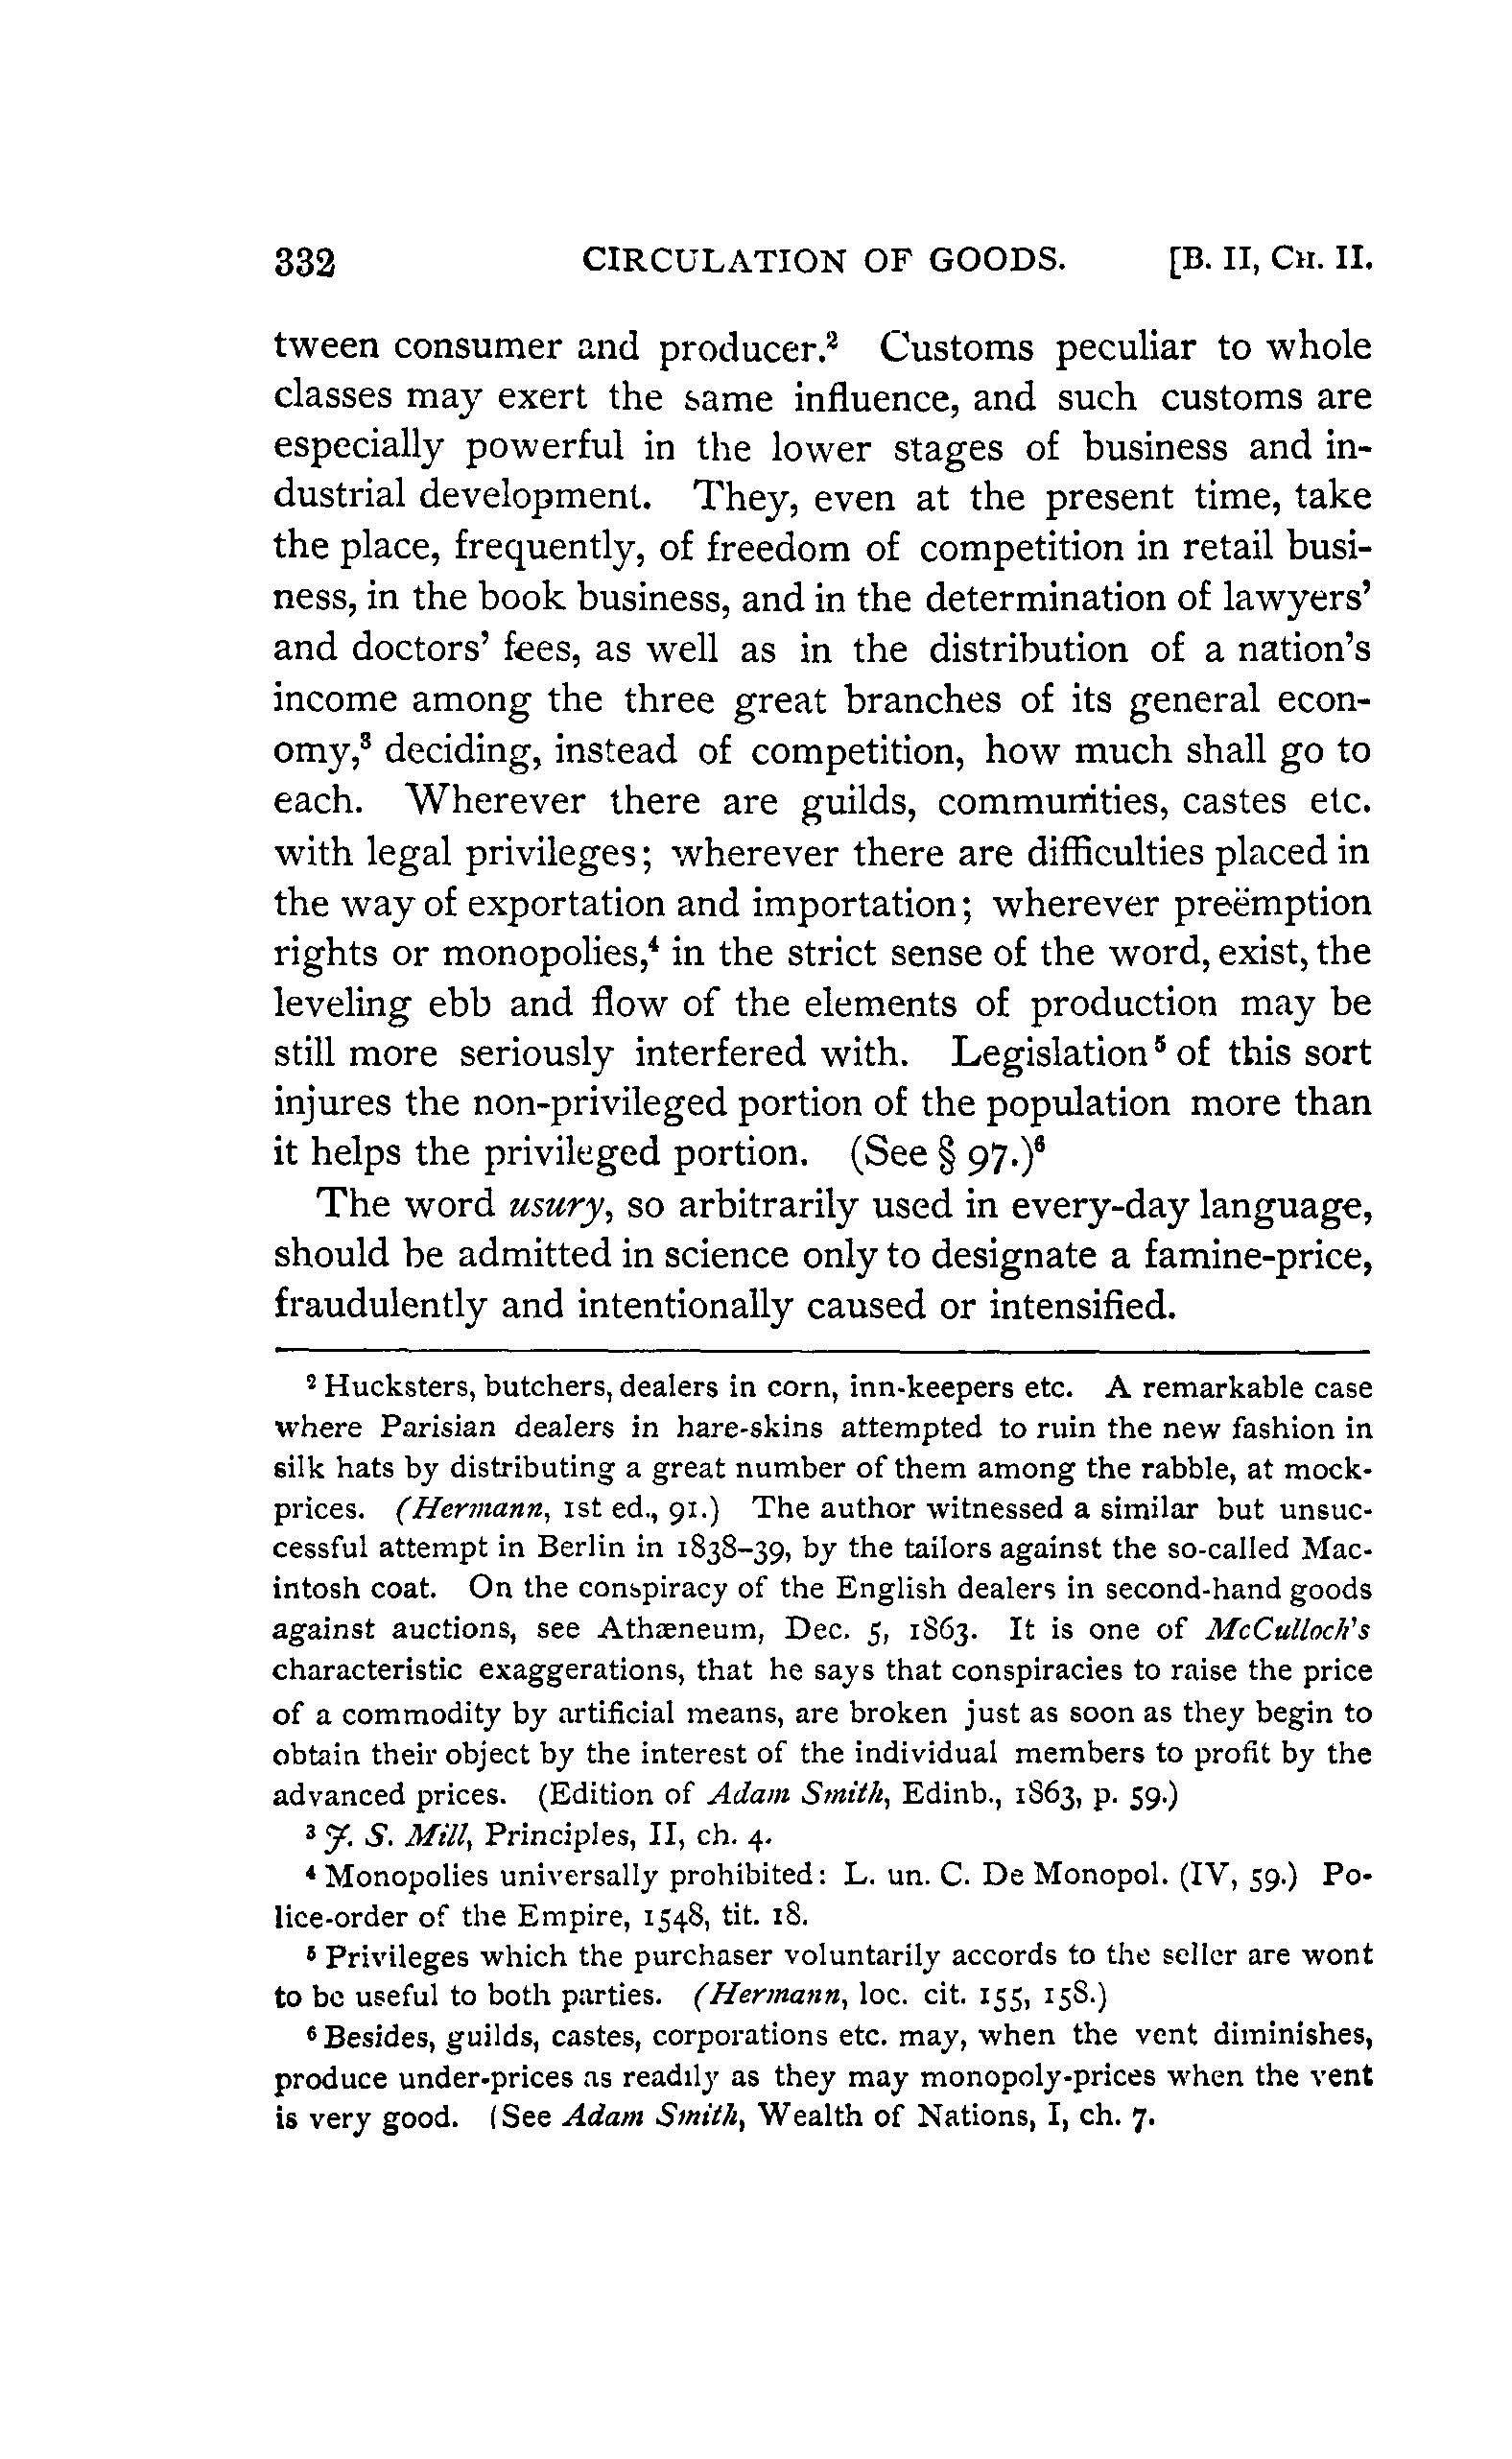 332 CIRCULATION OF GOODS. [B. II, CH. II.
tween consumer and producer.² Customs peculiar to whole
classes may exert the same influence, and such customs are
especially powerful in the lower stages of business and in-
dustrial development. They, even at the present time, take
the place, frequently, of freedom of competition in retail busi-
ness, in the book business, and in the determination of lawyers’
and doctors’ fees, as well as in the distribution of a nation’s
income among the three great branches of its general econ-
omy,³ deciding, instead of competition, how much shall go to
each. Wherever there are guilds, communities, castes etc.
with legal privileges; wherever there are difficulties placed in
the way of exportation and importation; wherever preëmption
rights or monopolies,⁴ in the strict sense of the word, exist, the
leveling ebb and flow of the elements of production may be
still more seriously interfered with. Legislation⁵ of this sort
injures the non-privileged portion of the population more than
it helps the privileged portion. (See § 97.)⁶
The word usury, so arbitrarily used in every-day language,
should be admitted in science only to designate a famine-price,
fraudulently and intentionally caused or intensified.
² Hucksters, butchers, dealers in corn, inn-keepers etc. A remarkable case
where Parisian dealers in hare-skins attempted to ruin the new fashion in
silk hats by distributing a great number of them among the rabble, at mock-
prices. (Hermann, 1st ed., 91.) The author witnessed a similar but unsuc-
cessful attempt in Berlin in 1838–39, by the tailors against the so-called Mac-
intosh coat. On the conspiracy of the English dealers in second-hand goods
against auctions, see Athæneum, Dec. 5, 1863. It is one of McCulloch's
characteristic exaggerations, that he says that conspiracies to raise the price
of a commodity by artificial means, are broken just as soon as they begin to
obtain their object by the interest of the individual members to profit by the
advanced prices. (Edition of Adam Smith, Edinb., 1863, p. 59.)
³ J. S. Mill, Principles, II, ch. 4.
⁴ Monopolies universally prohibited: L. un. C. De Monopol. (IV, 59.) Po-
lice-order of the Empire, 1548, tit. 18.
⁵ Privileges which the purchaser voluntarily accords to the seller are wont
to be useful to both parties. (Hermann, loc. cit. 155, 158.)
⁶ Besides, guilds, castes, corporations etc. may, when the vent diminishes,
produce under-prices as readily as they may monopoly-prices when the vent
is very good. (See Adam Smith, Wealth of Nations, I, ch. 7.